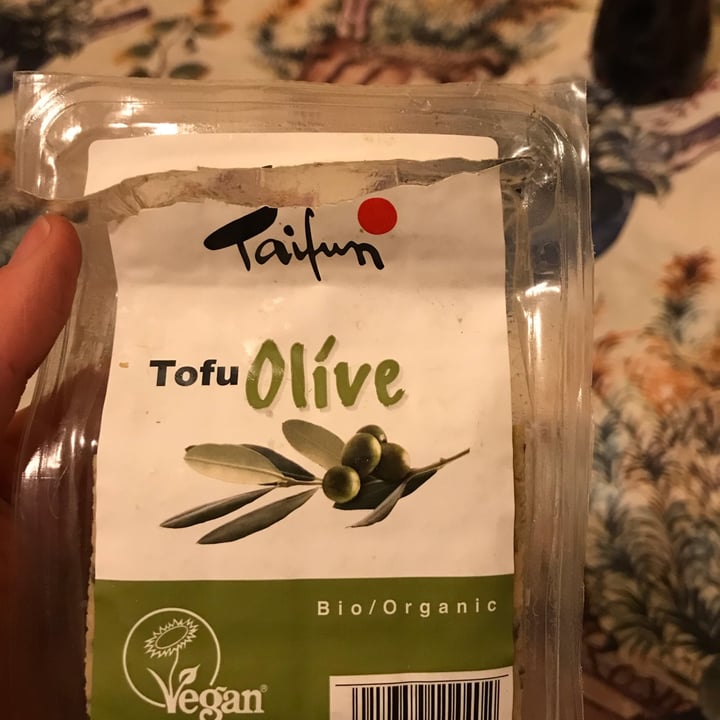 Taifun
Tofu Olíve
Bio/Organic
Vegan®